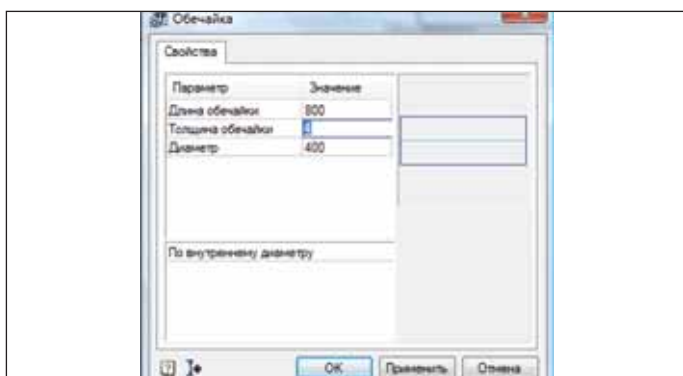 Обечайка
Свойства
Параметр Значение
Длина обечайки 800
Толщина обечайки 4
Диаметр 400
По внутреннему диаметру
OK Применить Отмена